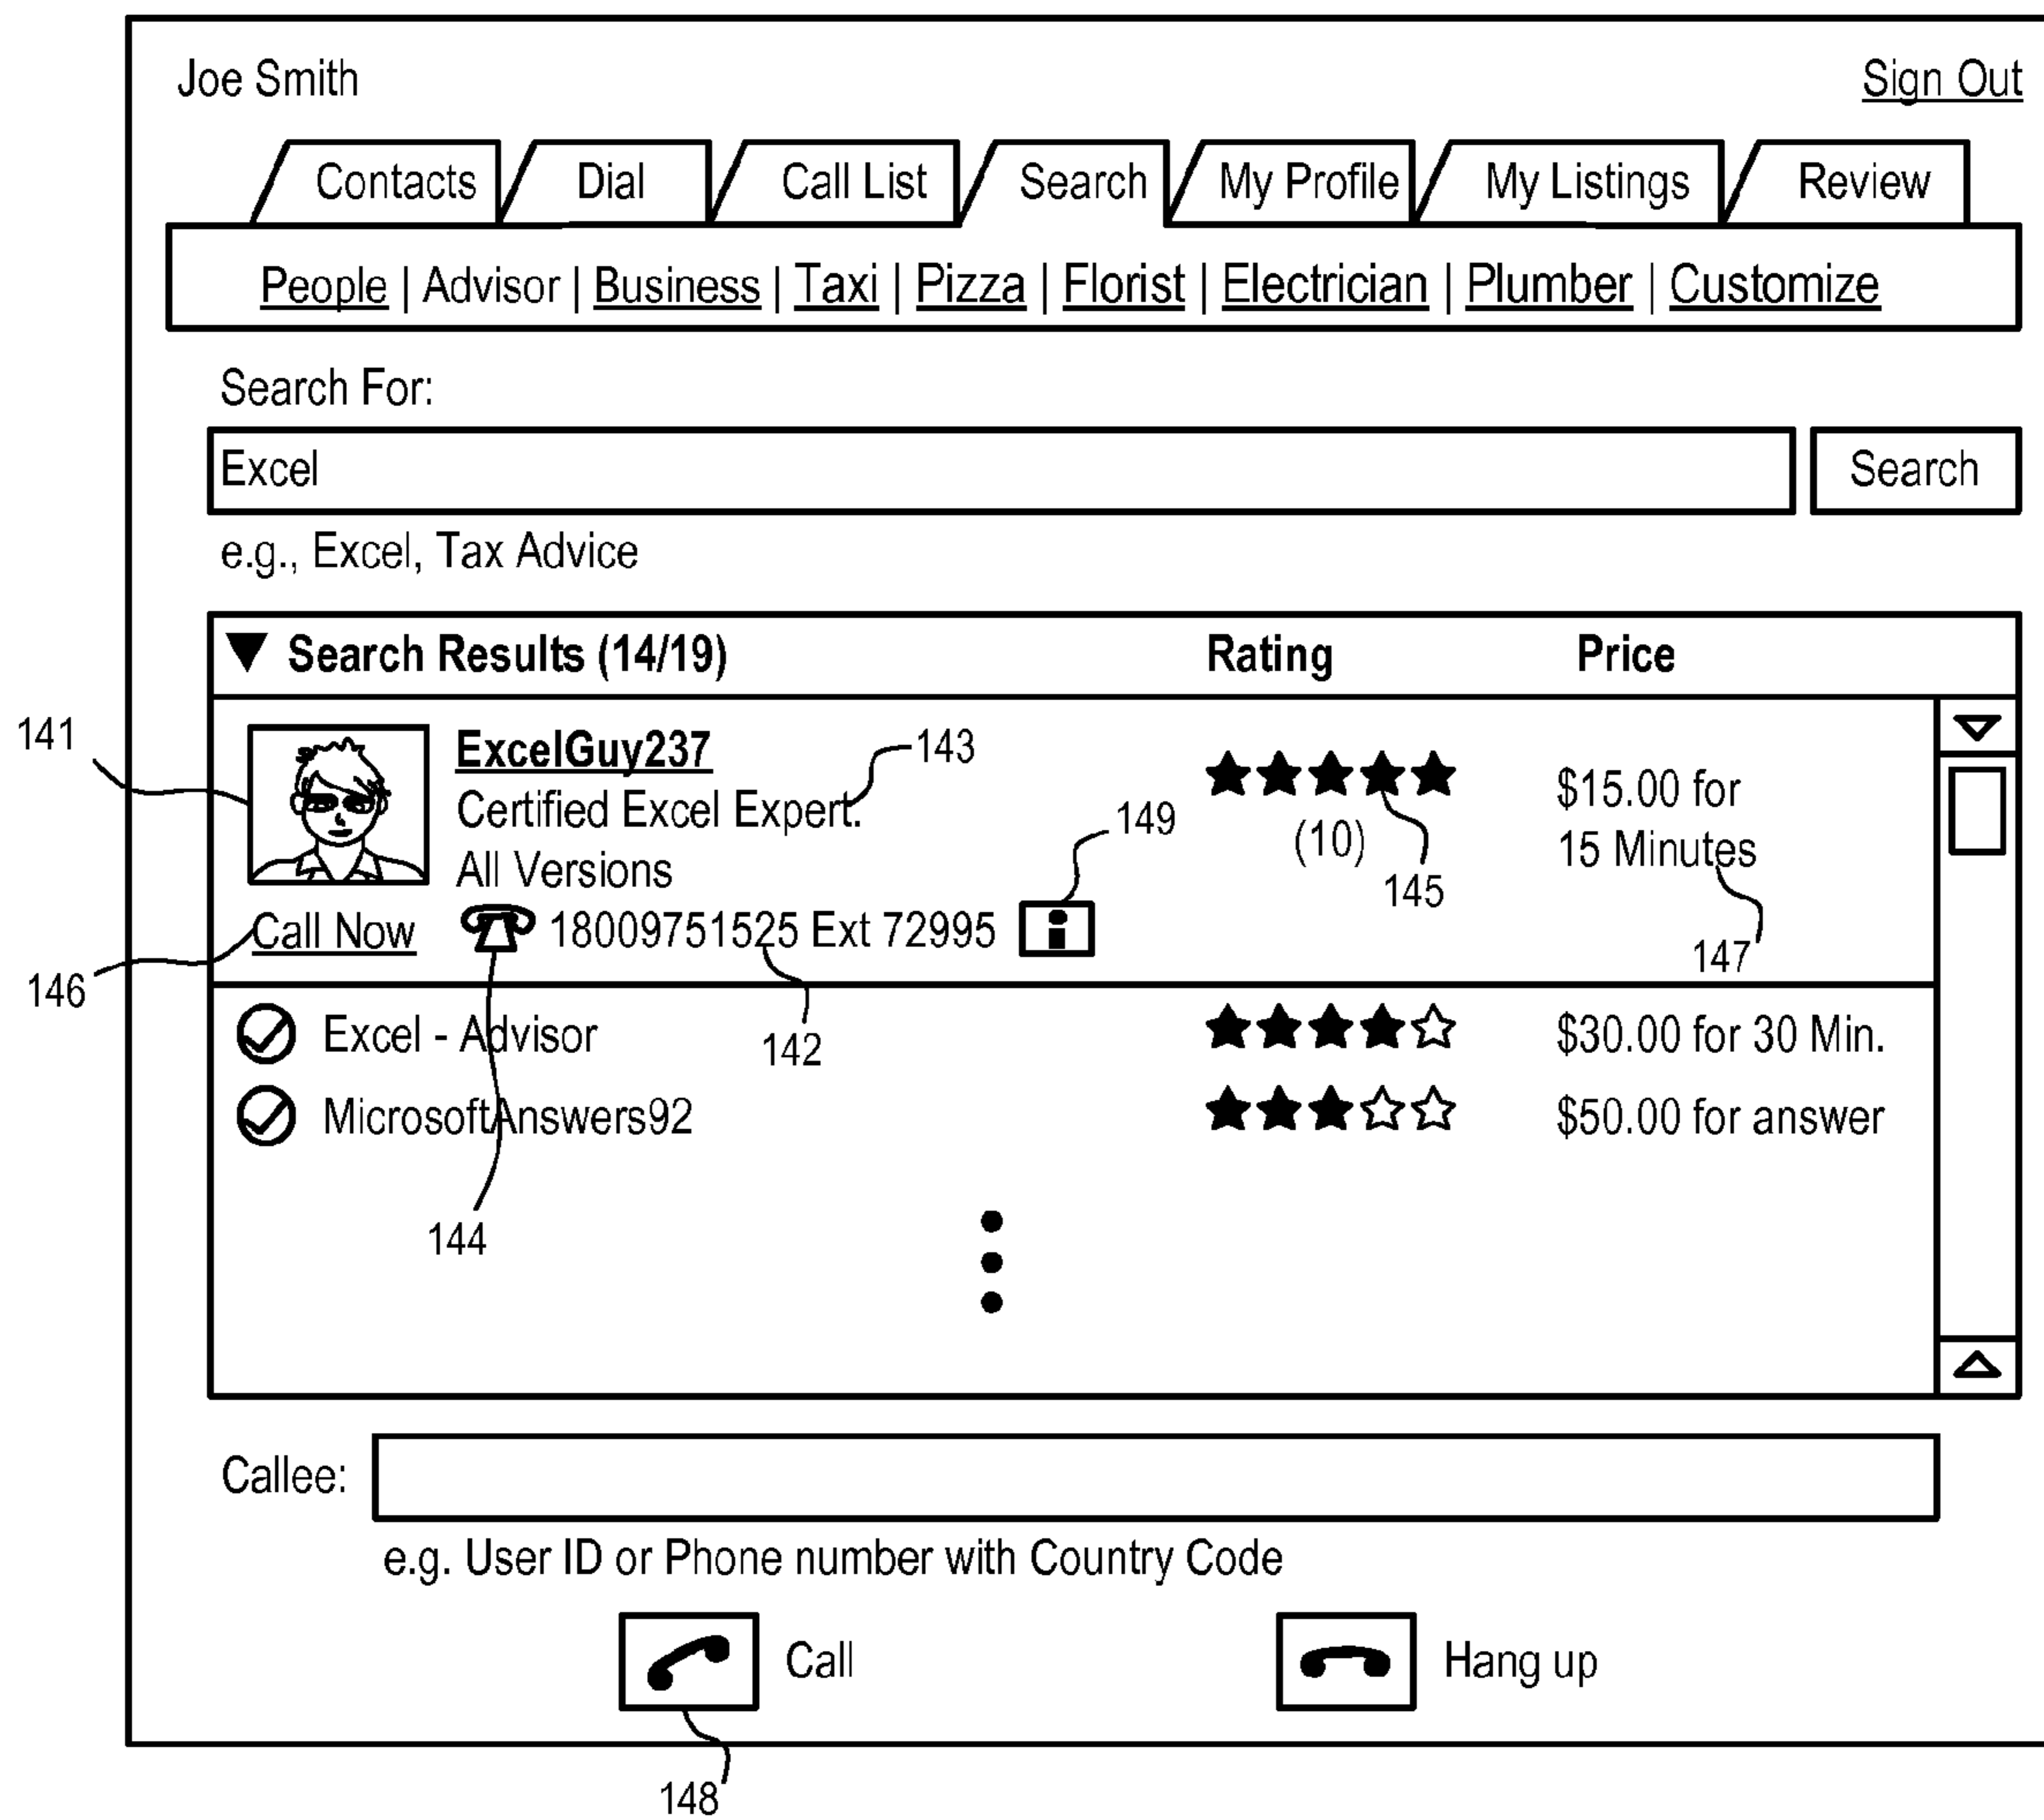 Joe Smith Sign Out
Contacts Dial Call List Search My Profile My Listings Review
People | Advisor | Business | Taxi | Pizza | Florist | Electrician | Plumber | Customize
Search For:
Excel Search
e.g., Excel, Tax Advice
Search Results (14/19) Rating Price
141
ExcelGuy237 143
Certified Excel Expert. 149 $15.00 for
(10) 15 Minutes
All Versions 145
Call Now 18009751525 Ext 72995 147
146
Excel - Advisor 142 $30.00 for 30 Min.
MicrosoftAnswers92 $50.00 for answer
144
Callee:
e.g. User ID or Phone number with Country Code
Call Hang up
148